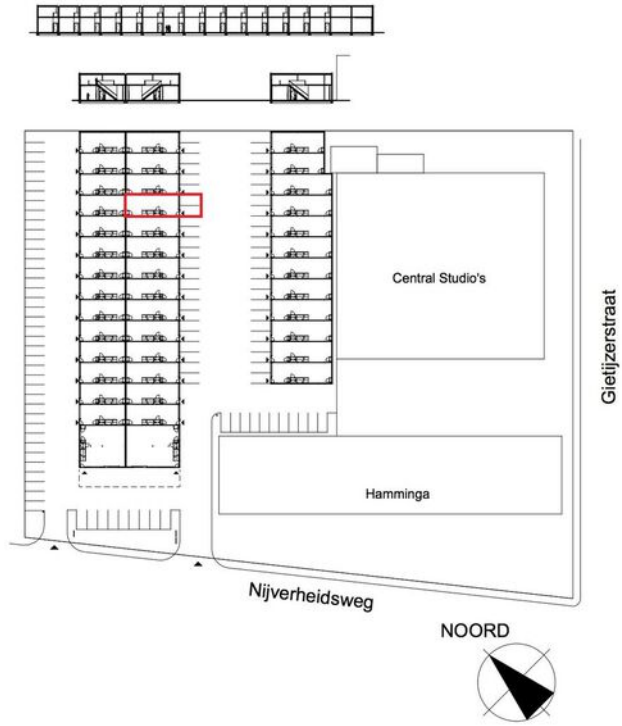 Central Studio's
Gietijzerstraat
Hamminga
Nijverheidsweg
NOORD